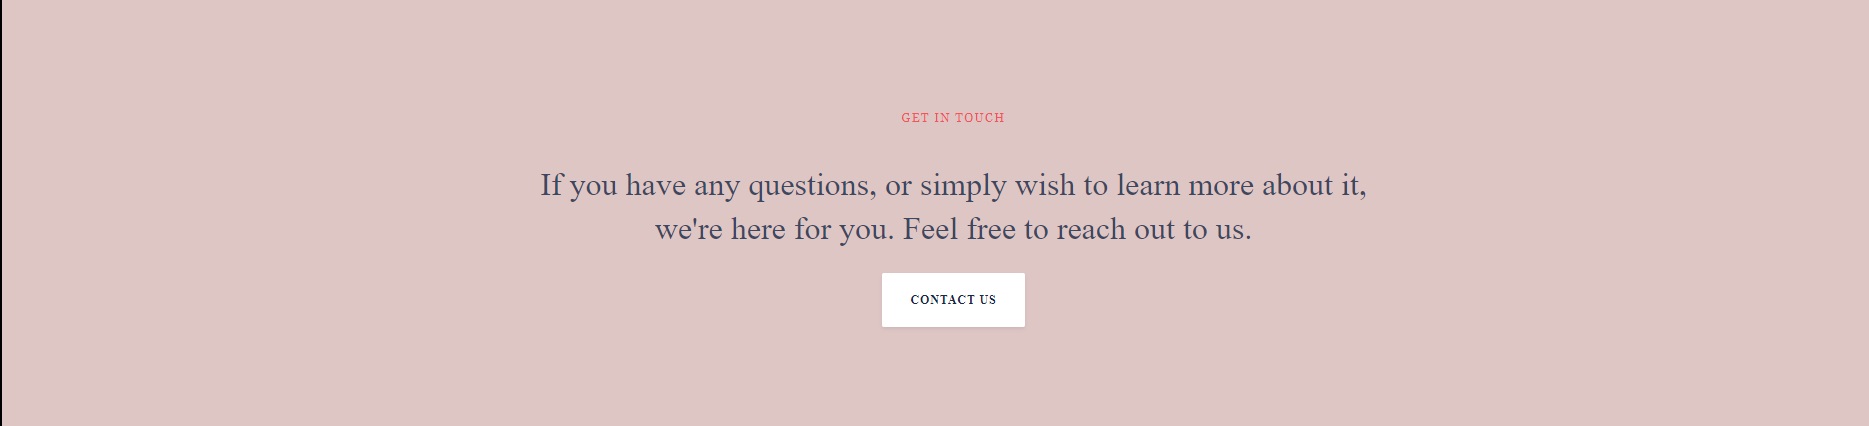 GET IN TOUCH
If you have any questions, or simply wish to learn more about it,
we're here for you. Feel free to reach out to us.
CONTACT US